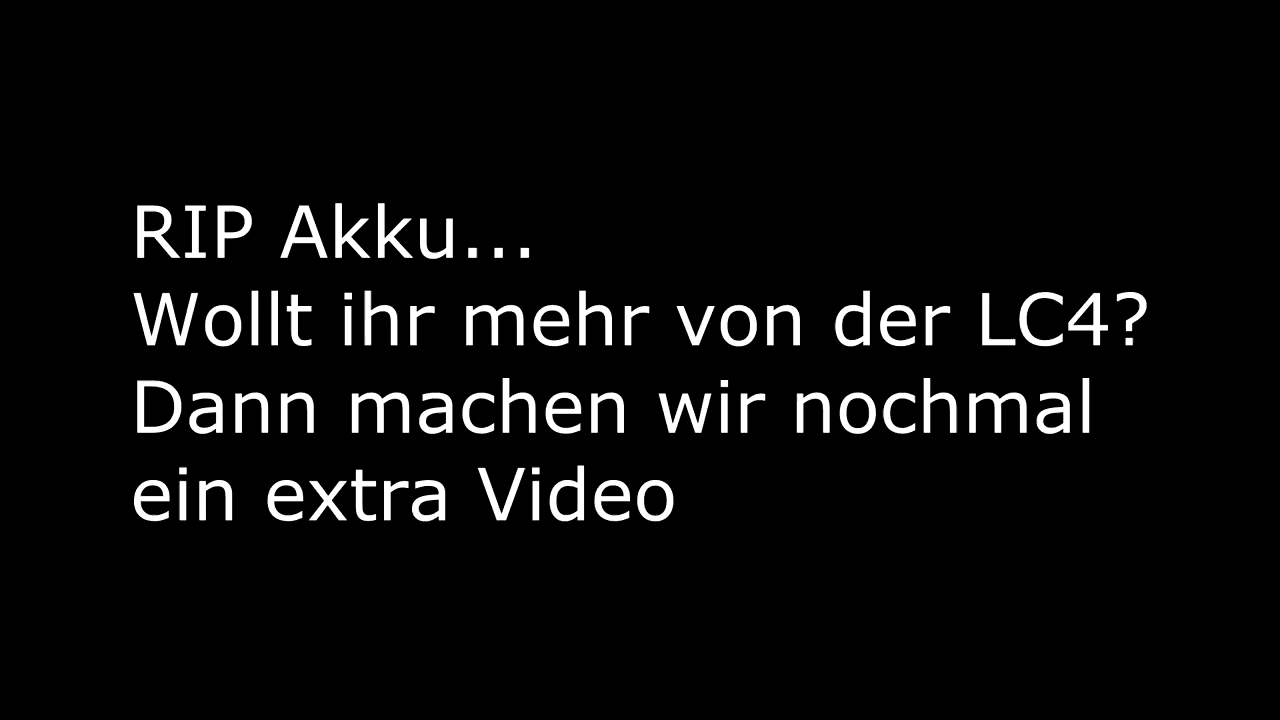 RIP Akku...
Wollt ihr mehr von der LC4?
Dann machen wir nochmal
ein extra Video